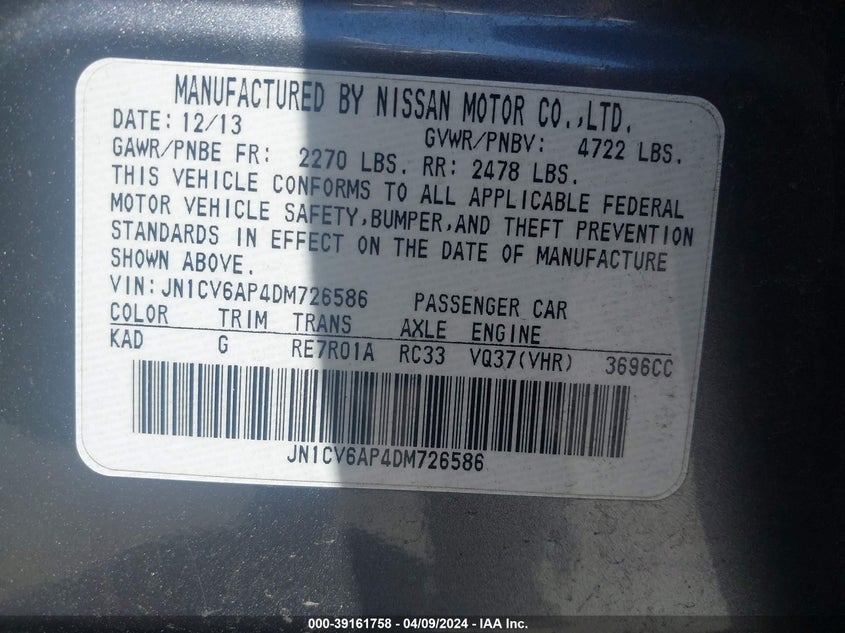 MANUFACTURED BY NISSAN MOTOR CO.,LTD.
DATE: 12/13 GVWR/PNBV: 4722 LBS.
GAWR/PNBE FR: 2270 LBS. RR: 2478 LBS.
THIS VEHICLE CONFORMS TO ALL APPLICABLE FEDERAL
MOTOR VEHICLE SAFETY,BUMPER,AND THEFT PREVENTION
STANDARDS IN EFFECT ON THE DATE OF MANUFACTURE
SHOWN ABOVE.
VIN:JN1CV6AP4DM726586 PASSENGER CAR
COLOR TRIM TRANS AXLE ENGINE
KAD G RE7R01A RC33 VQ37(VHR) 3696CC
JN1CV6AP4DM726586
000-39161758 - 04/09/2024 - IAA Inc.